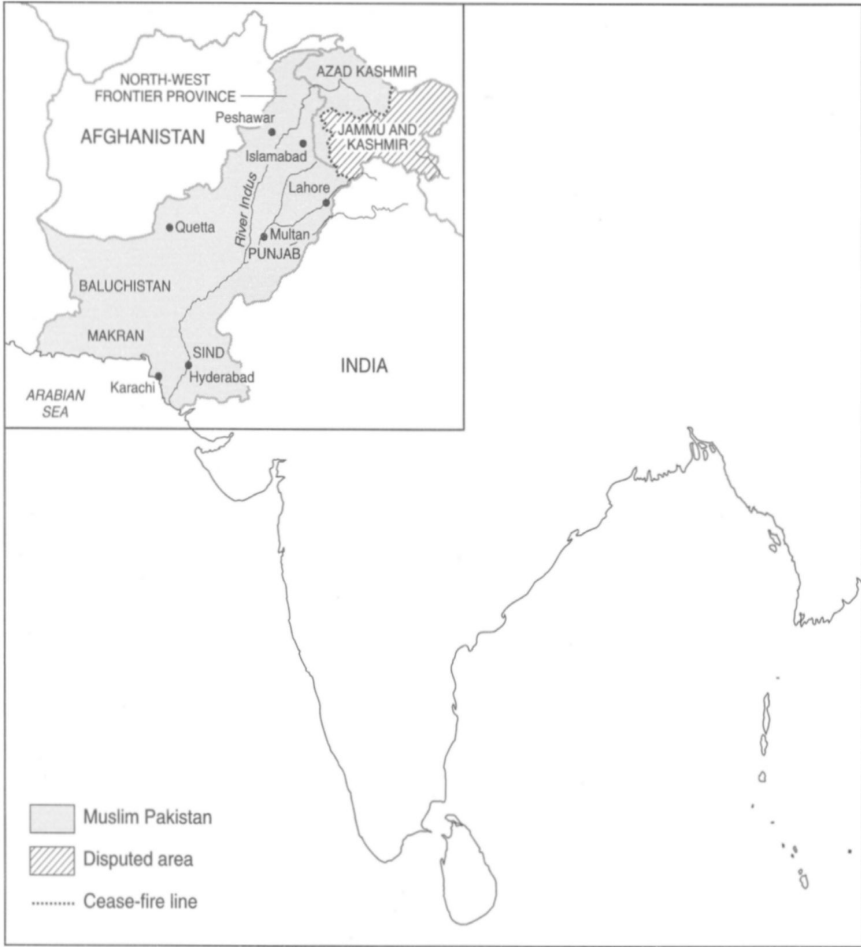 AZAD KASHMIR
NORTH-WEST
FRONTIER PROVINCE
Peshawar
AFGHANISTAN
JAMMU AND
KASHMIR
Islamabad
Lahore
River Indus
Quetta
Multan
PUNJAB
BALUCHISTAN
MAKRAN
SIND
INDIA
Hyderabad
Karachi
ARABIAN
SEA
Muslim Pakistan
Disputed area
Cease-fire line